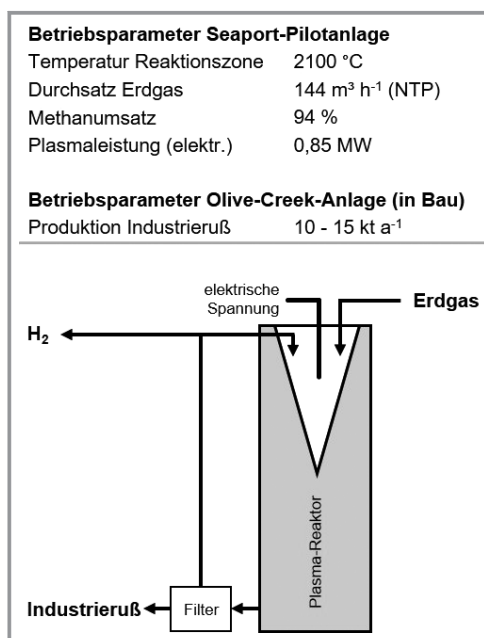 Betriebsparameter Seaport-Pilotanlage
Temperatur Reaktionszone 2100 °C
Durchsatz Erdgas 144 m³ h⁻¹ (NTP)
Methanumsatz 94 %
Plasmaleistung (elektr.) 0,85 MW
Betriebsparameter Olive-Creek-Anlage (in Bau)
Produktion Industrieruß 10 - 15 kt a⁻¹
elektrische
Spannung
Erdgas
H₂
Plasma-Reaktor
Industrieruß
Filter